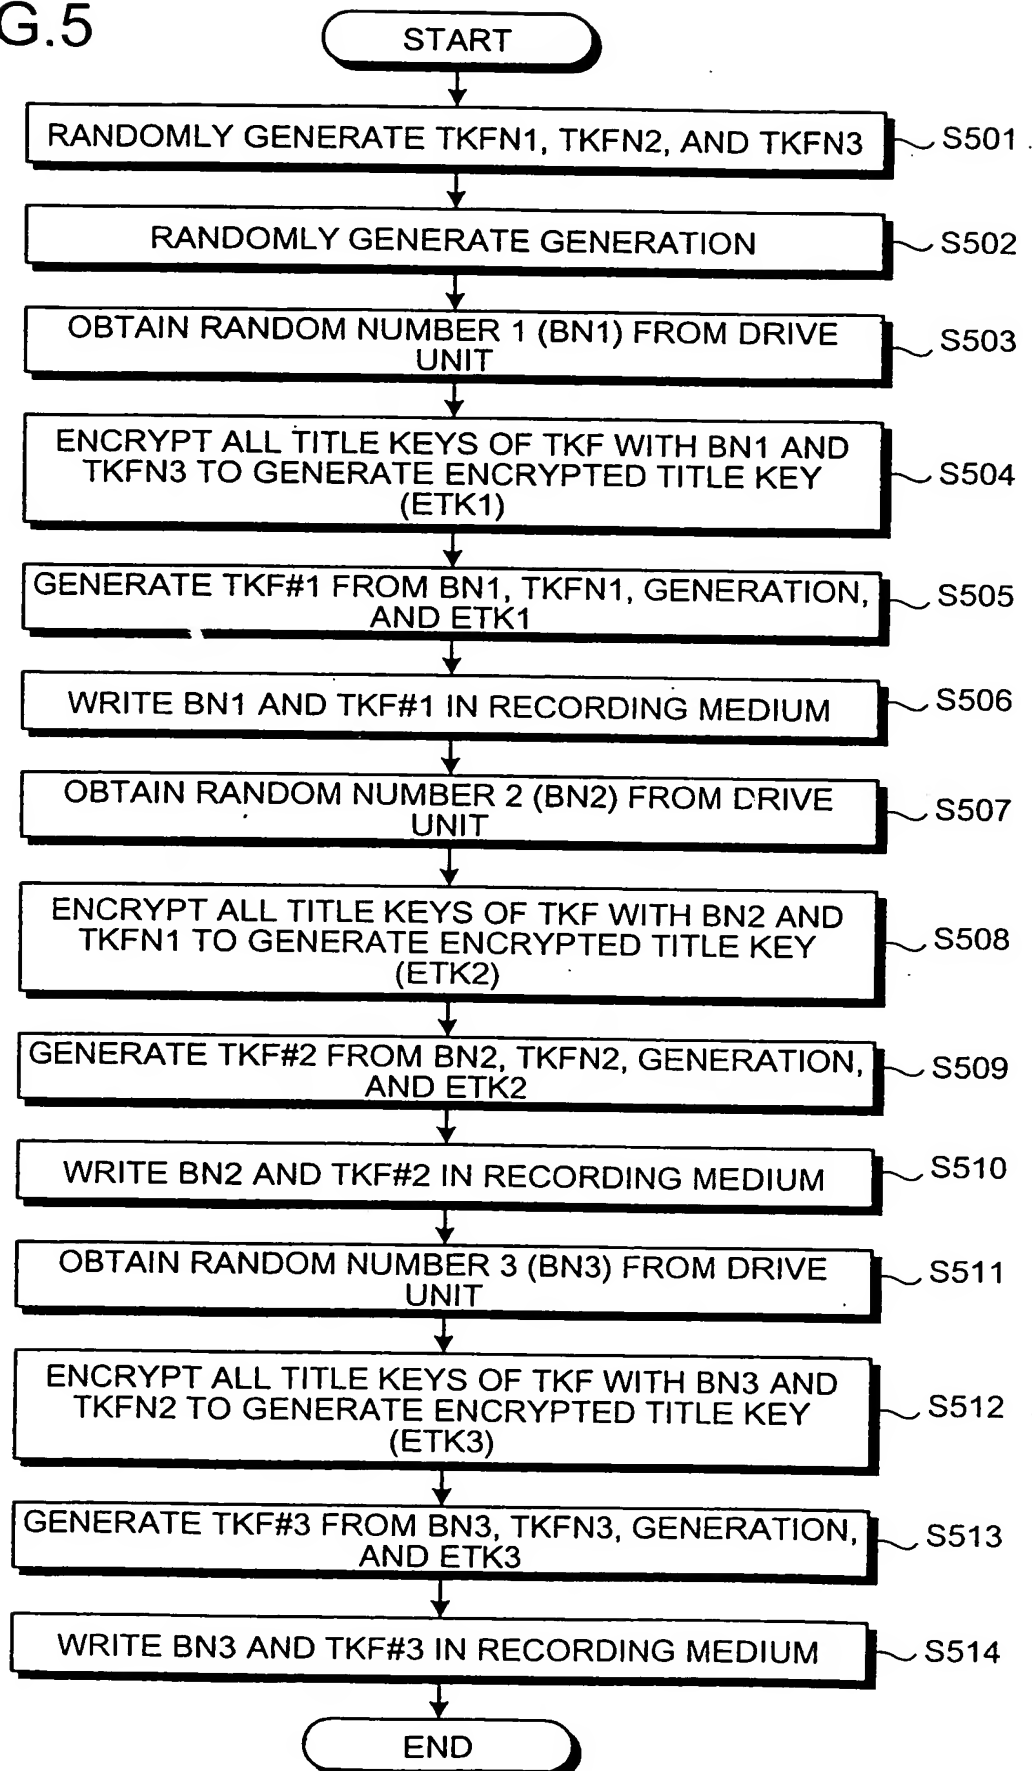 G.5
START
RANDOMLY GENERATE TKFN1, TKFN2, AND TKFN3
S501
RANDOMLY GENERATE GENERATION
S502
OBTAIN RANDOM NUMBER 1 (BN1) FROM DRIVE
UNIT
S503
ENCRYPT ALL TITLE KEYS OF TKF WITH BN1 AND
TKFN3 TO GENERATE ENCRYPTED TITLE KEY
(ETK1)
S504
GENERATE TKF#1 FROM BN1, TKFN1, GENERATION,
AND ETK1
S505
WRITE BN1 AND TKF#1 IN RECORDING MEDIUM
S506
OBTAIN RANDOM NUMBER 2 (BN2) FROM DRIVE
UNIT
S507
ENCRYPT ALL TITLE KEYS OF TKF WITH BN2 AND
TKFN1 TO GENERATE ENCRYPTED TITLE KEY
(ETK2)
S508
GENERATE TKF#2 FROM BN2, TKFN2, GENERATION,
AND ETK2
S509
WRITE BN2 AND TKF#2 IN RECORDING MEDIUM
S510
OBTAIN RANDOM NUMBER 3 (BN3) FROM DRIVE
UNIT
S511
ENCRYPT ALL TITLE KEYS OF TKF WITH BN3 AND
TKFN2 TO GENERATE ENCRYPTED TITLE KEY
(ETK3)
S512
GENERATE TKF#3 FROM BN3, TKFN3, GENERATION,
AND ETK3
S513
WRITE BN3 AND TKF#3 IN RECORDING MEDIUM
S514
END